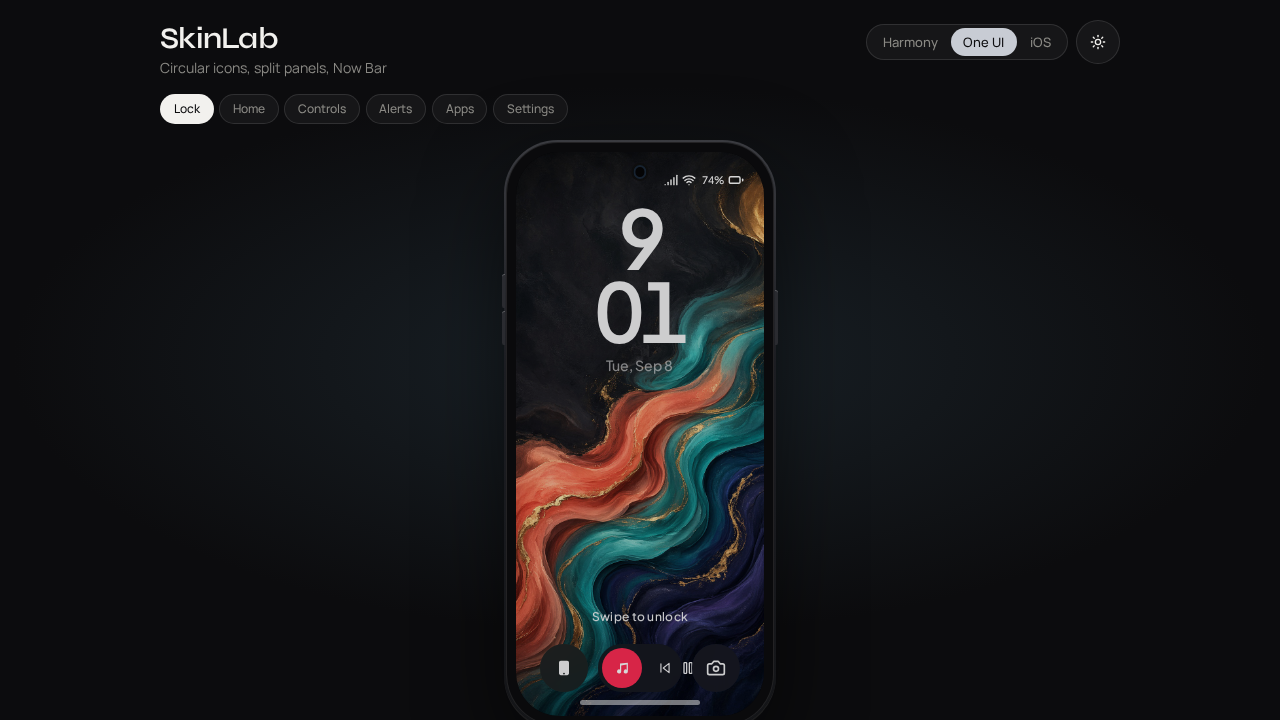 SkinLab
Circular icons, split panels, Now Bar
Harmony
One UI
iOS
Lock
Home
Controls
Alerts
Apps
Settings
74%
9
01
Tue, Sep 8
Swipe to unlock